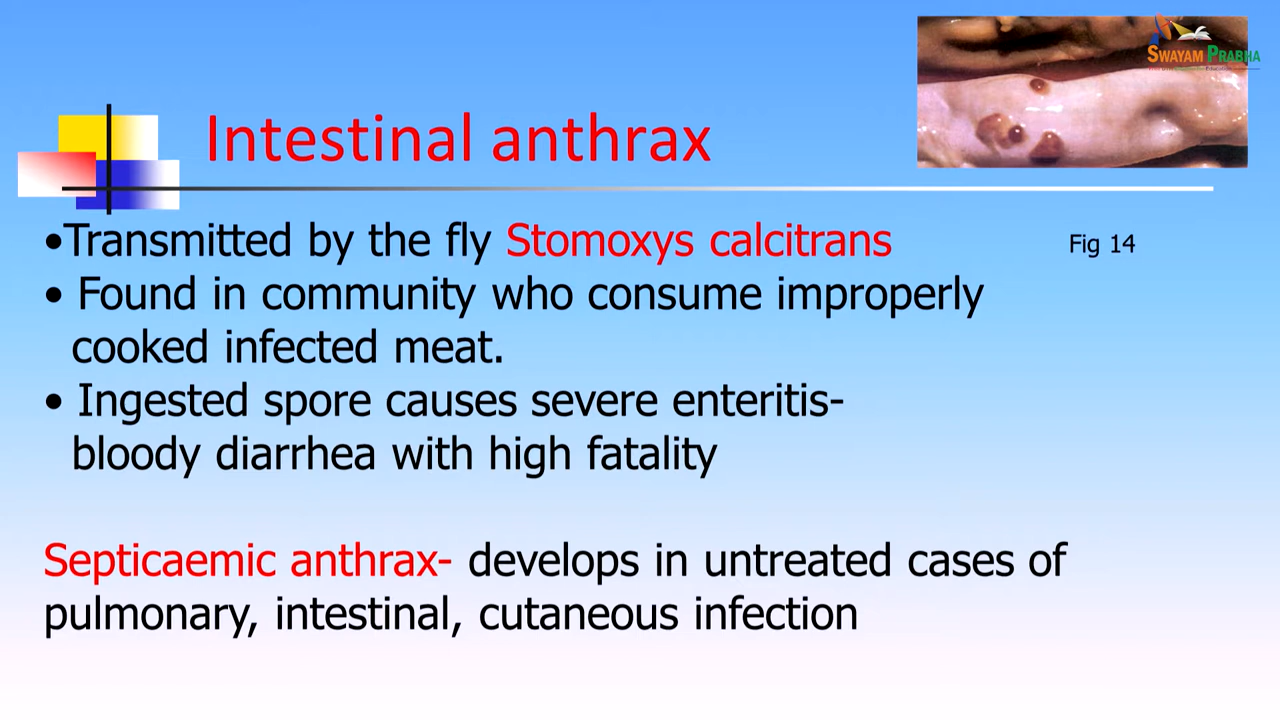 SWAYAM PRABHA
Intestinal anthrax
•Transmitted by the fly Stomoxys calcitrans
Fig 14
• Found in community who consume improperly
cooked infected meat.
• Ingested spore causes severe enteritis-
bloody diarrhea with high fatality
Septicaemic anthrax- develops in untreated cases of
pulmonary, intestinal, cutaneous infection